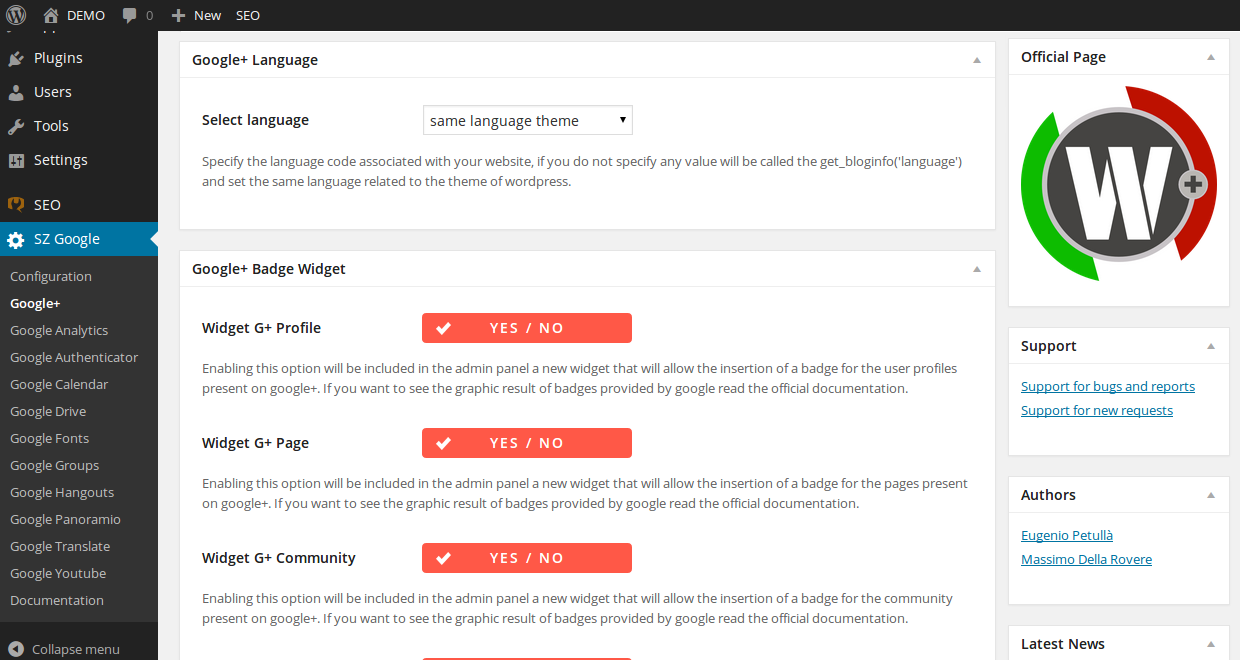 DEMO 0 New SEO
Plugins
Users
Tools
Settings
SEO
SZ Google
Configuration
Google+
Google Analytics
Google Authenticator
Google Calendar
Google Drive
Google Fonts
Google Groups
Google Hangouts
Google Panoramio
Google Translate
Google Youtube
Documentation
Collapse menu
Google+ Language
Select language same language theme
Specify the language code associated with your website, if you do not specify any value will be called the get_bloginfo('language')
and set the same language related to the theme of wordpress.
Google+ Badge Widget
Widget G+ Profile YES / NO
Enabling this option will be included in the admin panel a new widget that will allow the insertion of a badge for the user profiles
present on google+. If you want to see the graphic result of badges provided by google read the official documentation.
Widget G+ Page YES / NO
Enabling this option will be included in the admin panel a new widget that will allow the insertion of a badge for the pages present
on google+. If you want to see the graphic result of badges provided by google read the official documentation.
Widget G+ Community YES / NO
Enabling this option will be included in the admin panel a new widget that will allow the insertion of a badge for the community
present on google+. If you want to see the graphic result of badges provided by google read the official documentation.
Official Page
W
Support
Support for bugs and reports
Support for new requests
Authors
Eugenio Petullà
Massimo Della Rovere
Latest News